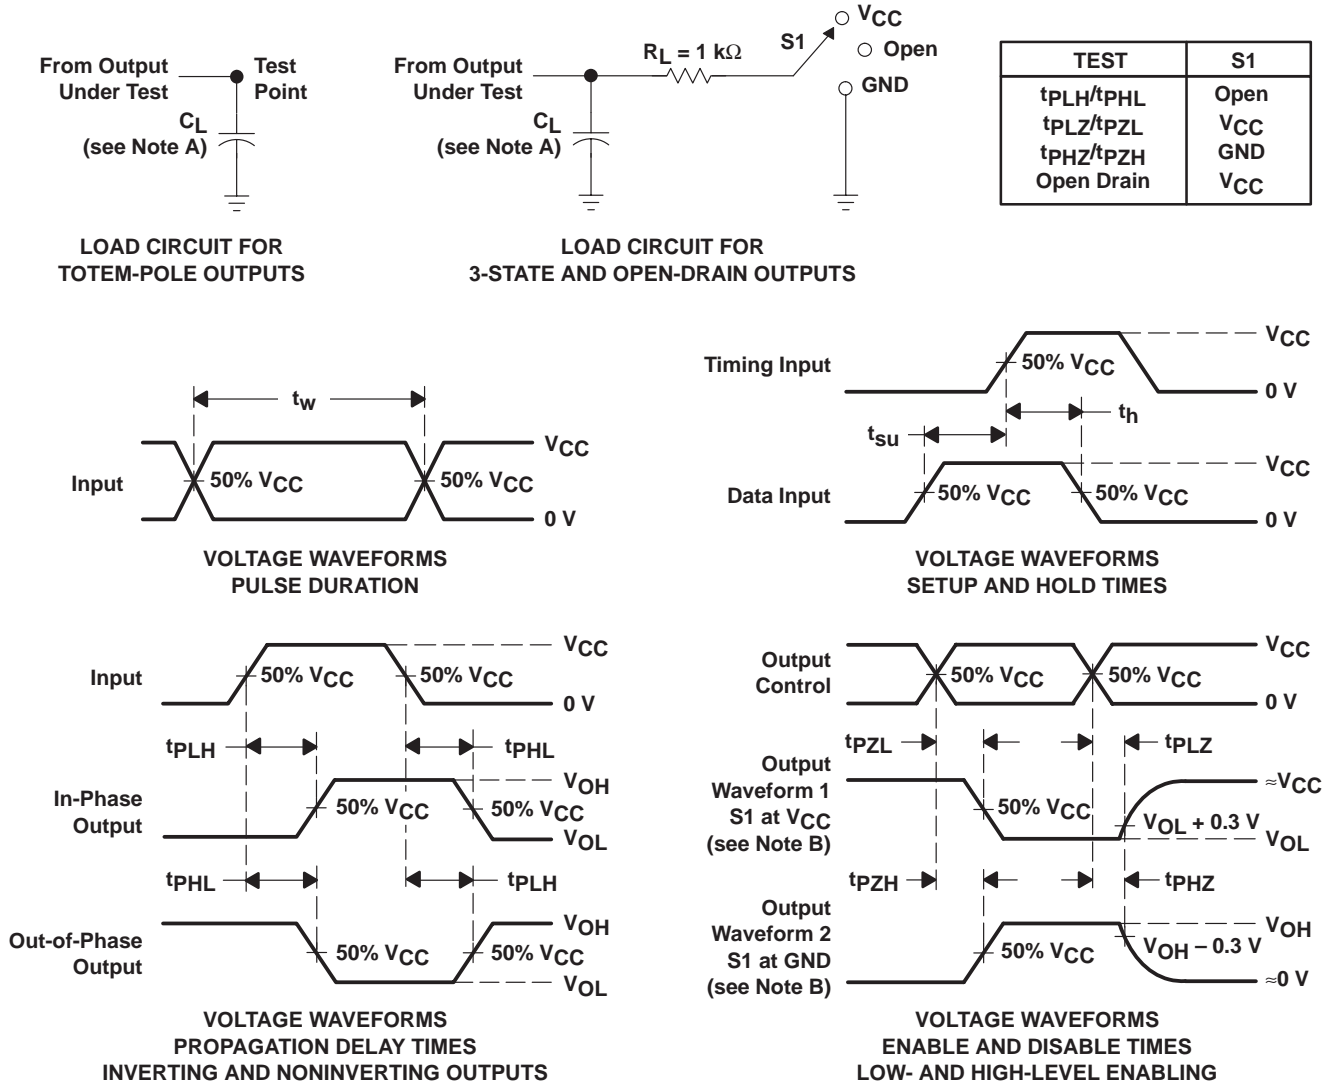 From Output
Under Test
Test
Point
CL
(see Note A)
LOAD CIRCUIT FOR
TOTEM-POLE OUTPUTS
From Output
Under Test
RL = 1 kΩ
S1
VCC
Open
GND
CL
(see Note A)
LOAD CIRCUIT FOR
3-STATE AND OPEN-DRAIN OUTPUTS
TEST S1
tPLH/tPHL Open
tPLZ/tPZL VCC
tPHZ/tPZH GND
Open Drain VCC
tw
Input
50% VCC
50% VCC
VCC
0 V
VOLTAGE WAVEFORMS
PULSE DURATION
Timing Input
50% VCC
VCC
0 V
th
tsu
Data Input
50% VCC
50% VCC
VCC
0 V
VOLTAGE WAVEFORMS
SETUP AND HOLD TIMES
Input
50% VCC
50% VCC
VCC
0 V
tPLH
tPHL
In-Phase
Output
50% VCC
VOH
50% VCC
VOL
tPHL
tPLH
Out-of-Phase
Output
50% VCC
VOH
50% VCC
VOL
VOLTAGE WAVEFORMS
PROPAGATION DELAY TIMES
INVERTING AND NONINVERTING OUTPUTS
Output
Control
50% VCC
50% VCC
VCC
0 V
tPZL
tPLZ
Output
Waveform 1
S1 at VCC
(see Note B)
50% VCC
≈VCC
VOL + 0.3 V
VOL
tPZH
tPHZ
Output
Waveform 2
S1 at GND
(see Note B)
50% VCC
VOH
VOH − 0.3 V
≈0 V
VOLTAGE WAVEFORMS
ENABLE AND DISABLE TIMES
LOW- AND HIGH-LEVEL ENABLING